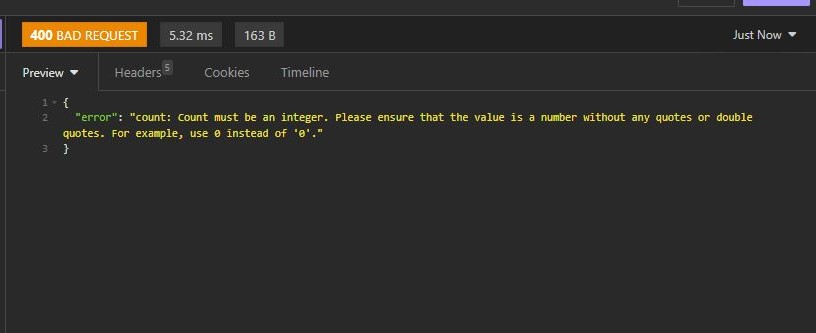 400 BAD REQUEST 5.32 ms 163 B Just Now
Preview Headers 5 Cookies Timeline
1 {
2 "error": "count: Count must be an integer. Please ensure that the value is a number without any quotes or double
quotes. For example, use 0 instead of '0'."
3 }